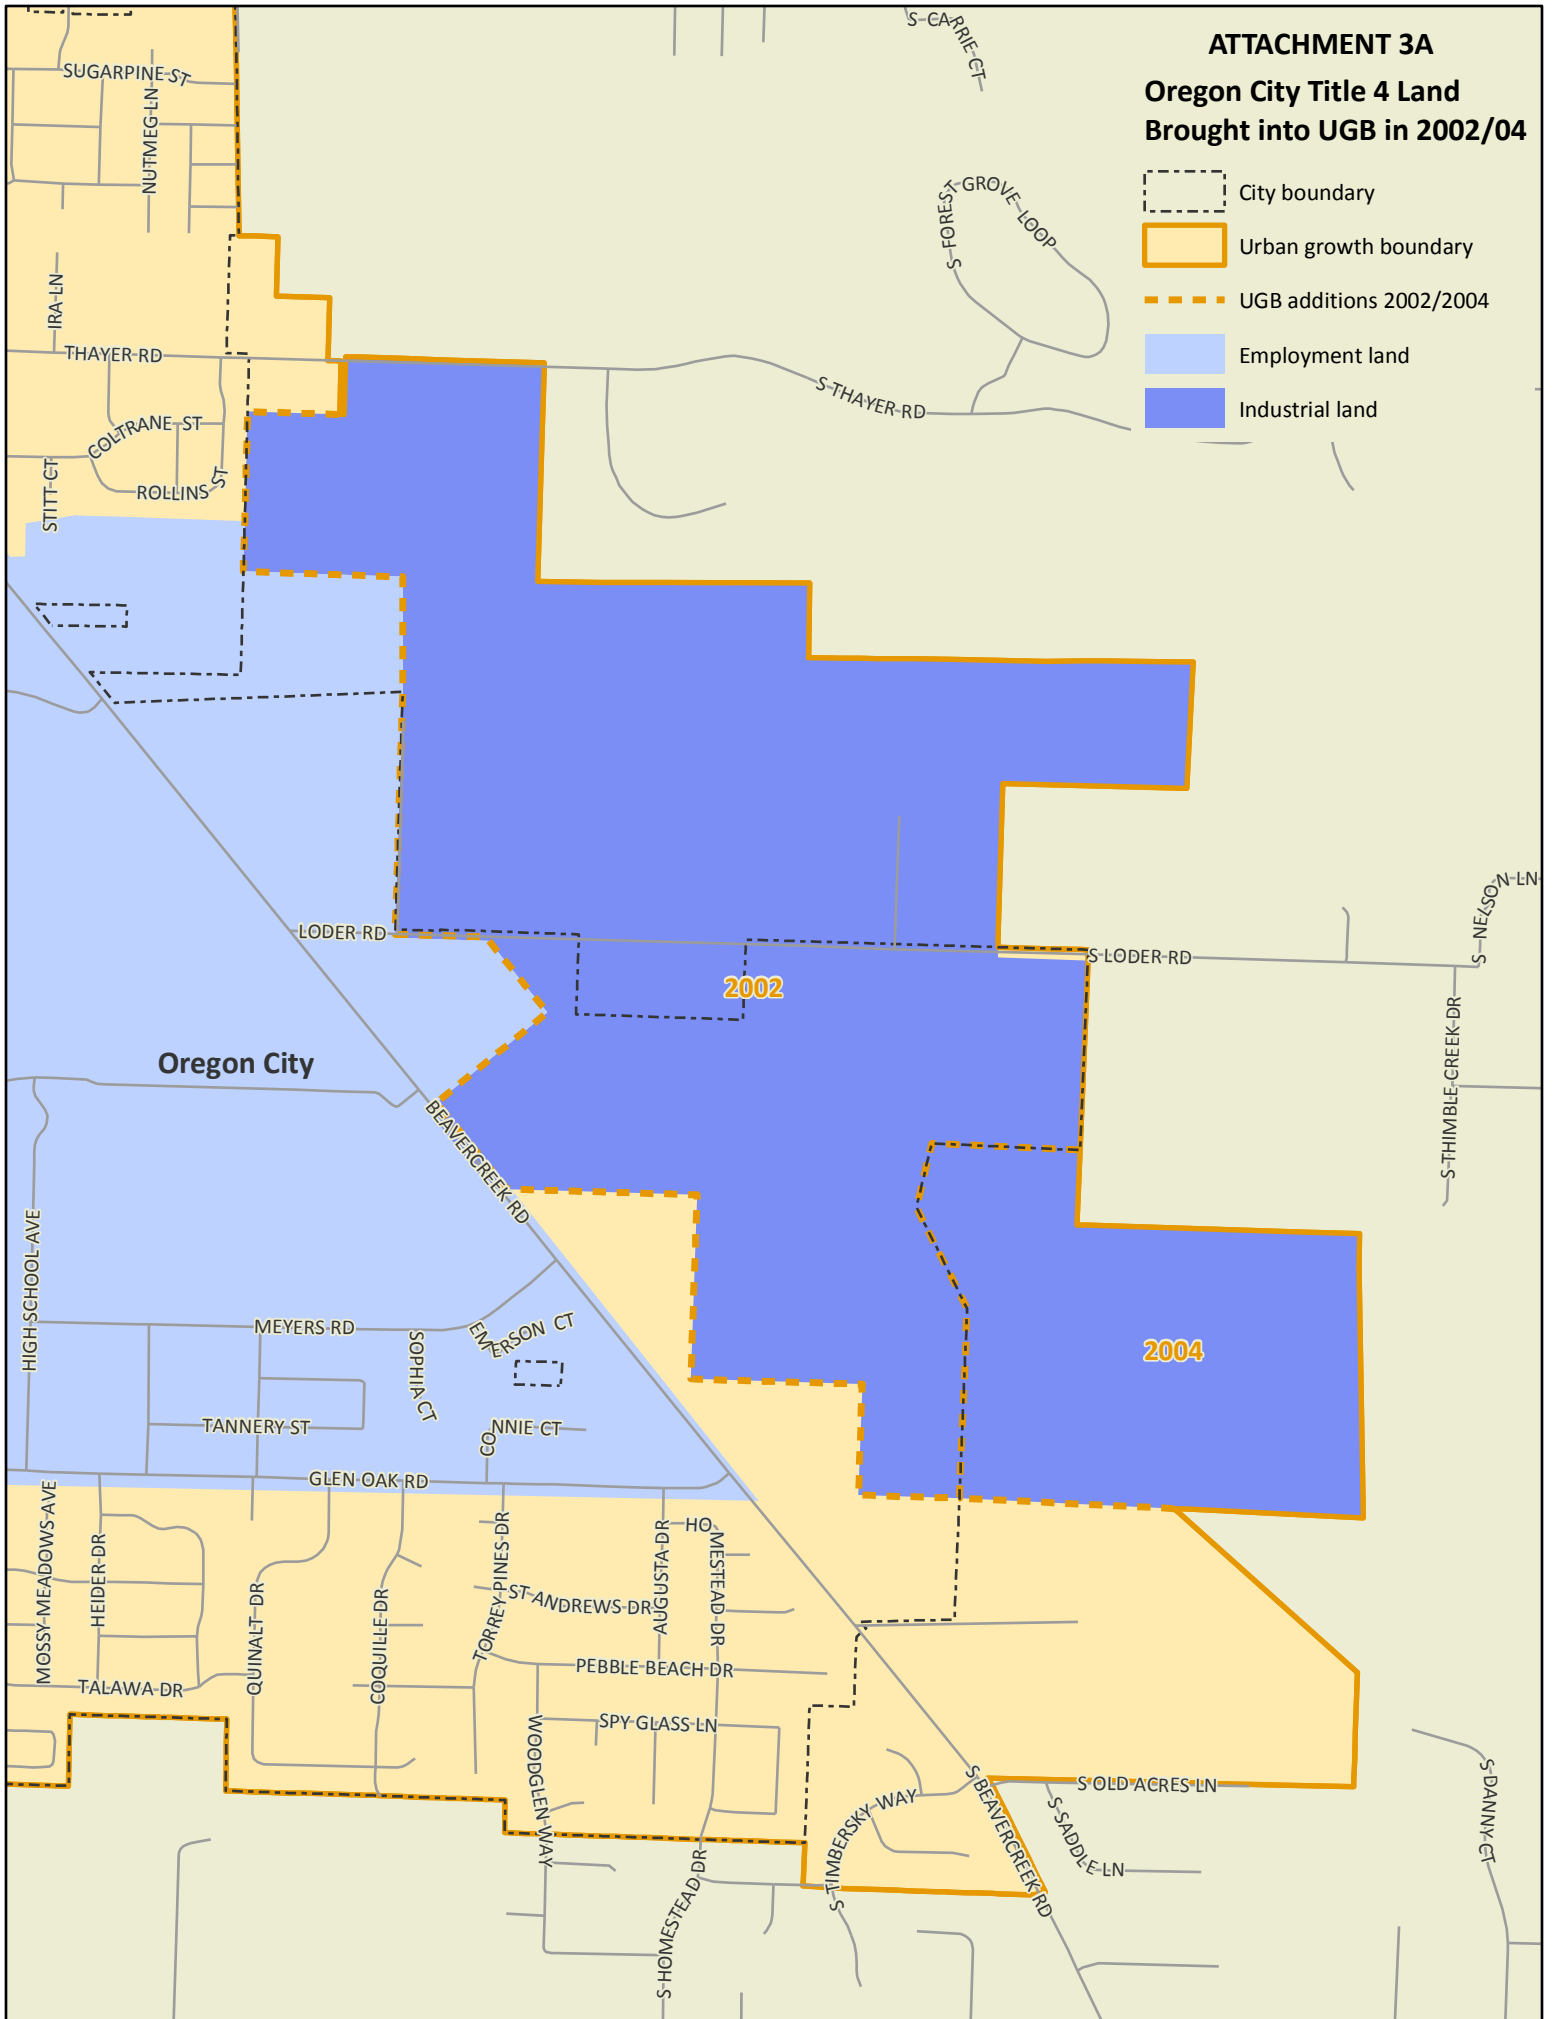 S CARRIE CT
ATTACHMENT 3A
Oregon City Title 4 Land
Brought into UGB in 2002/04
City boundary
Urban growth boundary
UGB additions 2002/2004
Employment land
Industrial land
SUGARPINE ST
NUTMEG LN
S FOREST GROVE LOOP
IRA LN
THAYER RD
S THAYER RD
COLTRANE ST
STITT CT
ROLLINS ST
LODER RD
S LODER RD
S NELSON LN
2002
Oregon City
S THIMBLE CREEK DR
BEAVERCREEK RD
HIGH SCHOOL AVE
MEYERS RD
SOPHIA CT
EMERSON CT
2004
TANNERY ST
CONNIE CT
GLEN OAK RD
MOSSY MEADOWS AVE
HEIDER DR
QUINALT DR
COQUILLE DR
TORREY PINES DR
ST ANDREWS DR
AUGUSTA DR
HOMESTEAD DR
PEBBLE BEACH DR
TALAWA DR
WOODGLEN WAY
SPY GLASS LN
S TIMBERSKY WAY
S BEAVERCREEK RD
S OLD ACRES LN
S SADDLE LN
S DANNY CT
S HOMESTEAD DR